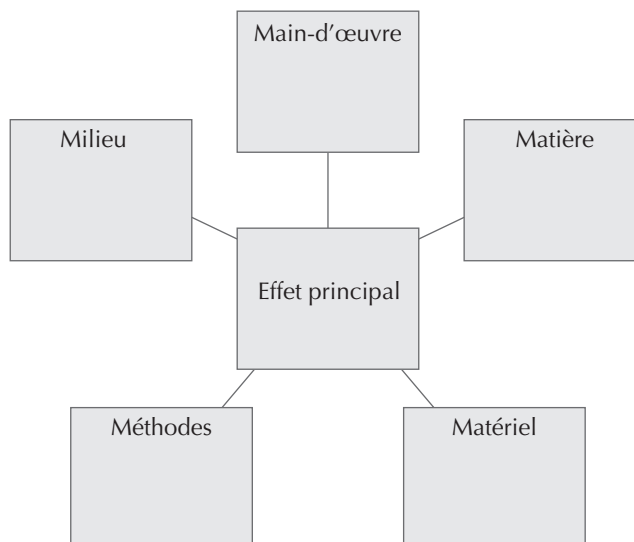 Main-d'œuvre
Milieu
Matière
Effet principal
Méthodes
Matériel